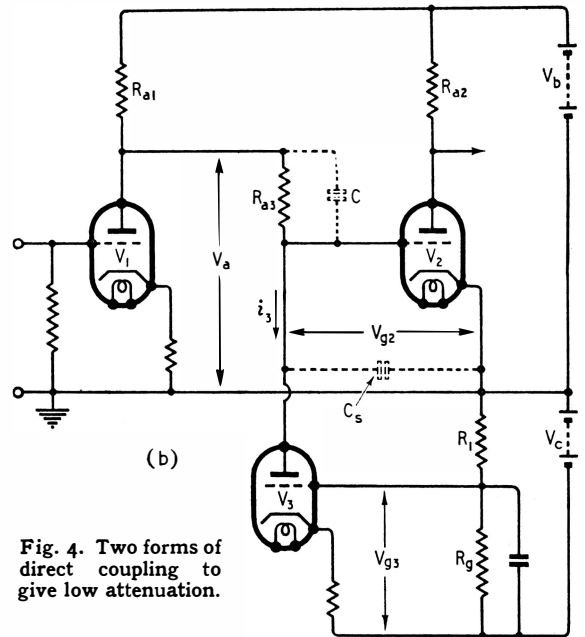 R_a1
R_a2
V_b
R_a3
C
V_1
V_a
V_2
i_3
V_g2
C_s
(b)
R_1
V_c
V_3
V_g3
R_g
Fig. 4. Two forms of
direct coupling to
give low attenuation.